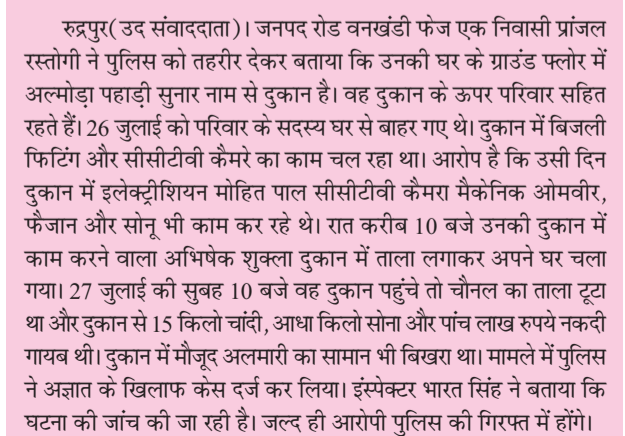 रुद्रपुर( उद संवाददाता)। जनपद रोड वनखंडी फेज एक निवासी प्रांजल
रस्तोगी ने पुलिस को तहरीर देकर बताया कि उनकी घर के ग्राउंड फ्लोर में
अल्मोड़ा पहाड़ी सुनार नाम से दुकान है। वह दुकान के ऊपर परिवार सहित
रहते हैं। 26 जुलाई को परिवार के सदस्य घर से बाहर गए थे। दुकान में बिजली
फिटिंग और सीसीटीवी कैमरे का काम चल रहा था। आरोप है कि उसी दिन
दुकान में इलेक्ट्रीशियन मोहित पाल सीसीटीवी कैमरा मैकेनिक ओमवीर,
फैजान और सोनू भी काम कर रहे थे। रात करीब 10 बजे उनकी दुकान में
काम करने वाला अभिषेक शुक्ला दुकान में ताला लगाकर अपने घर चला
गया। 27 जुलाई की सुबह 10 बजे वह दुकान पहुंचे तो चौनल का ताला टूटा
था और दुकान से 15 किलो चांदी, आधा किलो सोना और पांच लाख रुपये नकदी
गायब थी। दुकान में मौजूद अलमारी का सामान भी बिखरा था। मामले में पुलिस
ने अज्ञात के खिलाफ केस दर्ज कर लिया। इंस्पेक्टर भारत सिंह ने बताया कि
घटना की जांच की जा रही है। जल्द ही आरोपी पुलिस की गिरफ्त में होंगे।